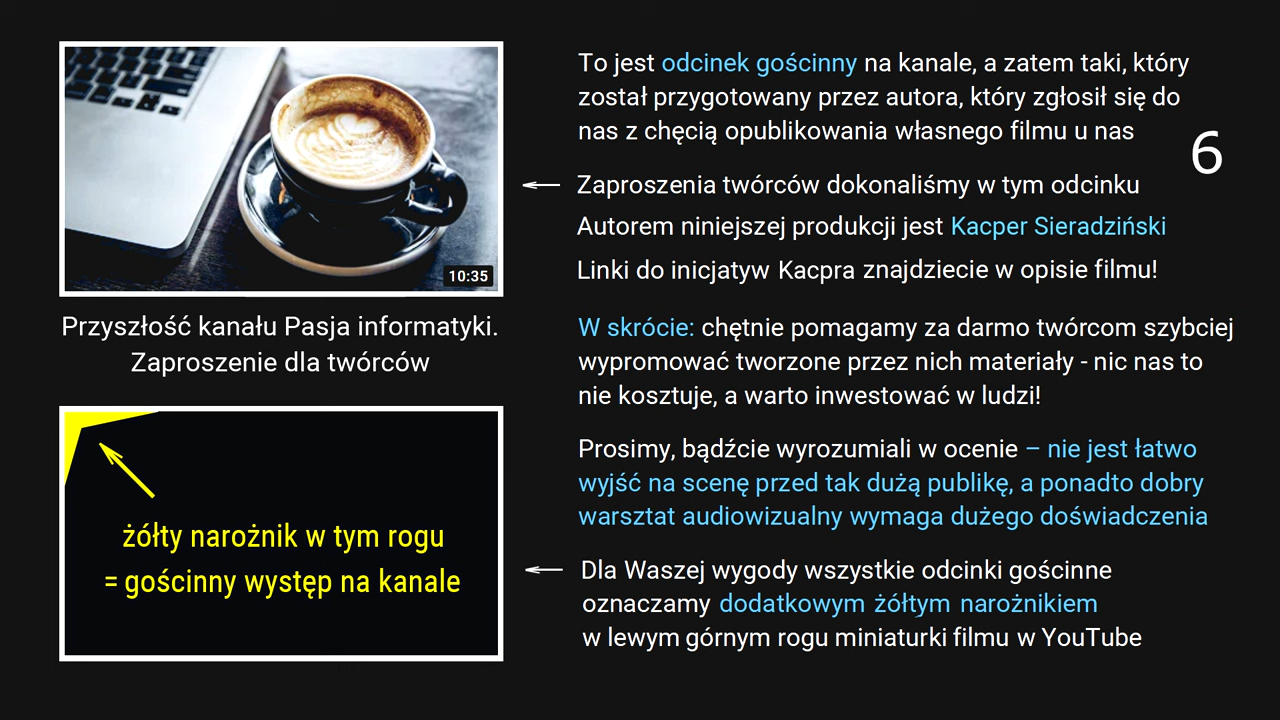 10:35
Przyszłość kanału Pasja informatyki.
Zaproszenie dla twórców
żółty narożnik w tym rogu
= gościnny występ na kanale
To jest odcinek gościnny na kanale, a zatem taki, który
został przygotowany przez autora, który zgłosił się do
nas z chęcią opublikowania własnego filmu u nas
6
Zaproszenia twórców dokonaliśmy w tym odcinku
Autorem niniejszej produkcji jest Kacper Sieradziński
Linki do inicjatyw Kacpra znajdziecie w opisie filmu!
W skrócie: chętnie pomagamy za darmo twórcom szybciej
wypromować tworzone przez nich materiały - nic nas to
nie kosztuje, a warto inwestować w ludzi!
Prosimy, bądźcie wyrozumiali w ocenie – nie jest łatwo
wyjść na scenę przed tak dużą publikę, a ponadto dobry
warsztat audiowizualny wymaga dużego doświadczenia
Dla Waszej wygody wszystkie odcinki gościnne
oznaczamy dodatkowym żółtym narożnikiem
w lewym górnym rogu miniaturki filmu w YouTube